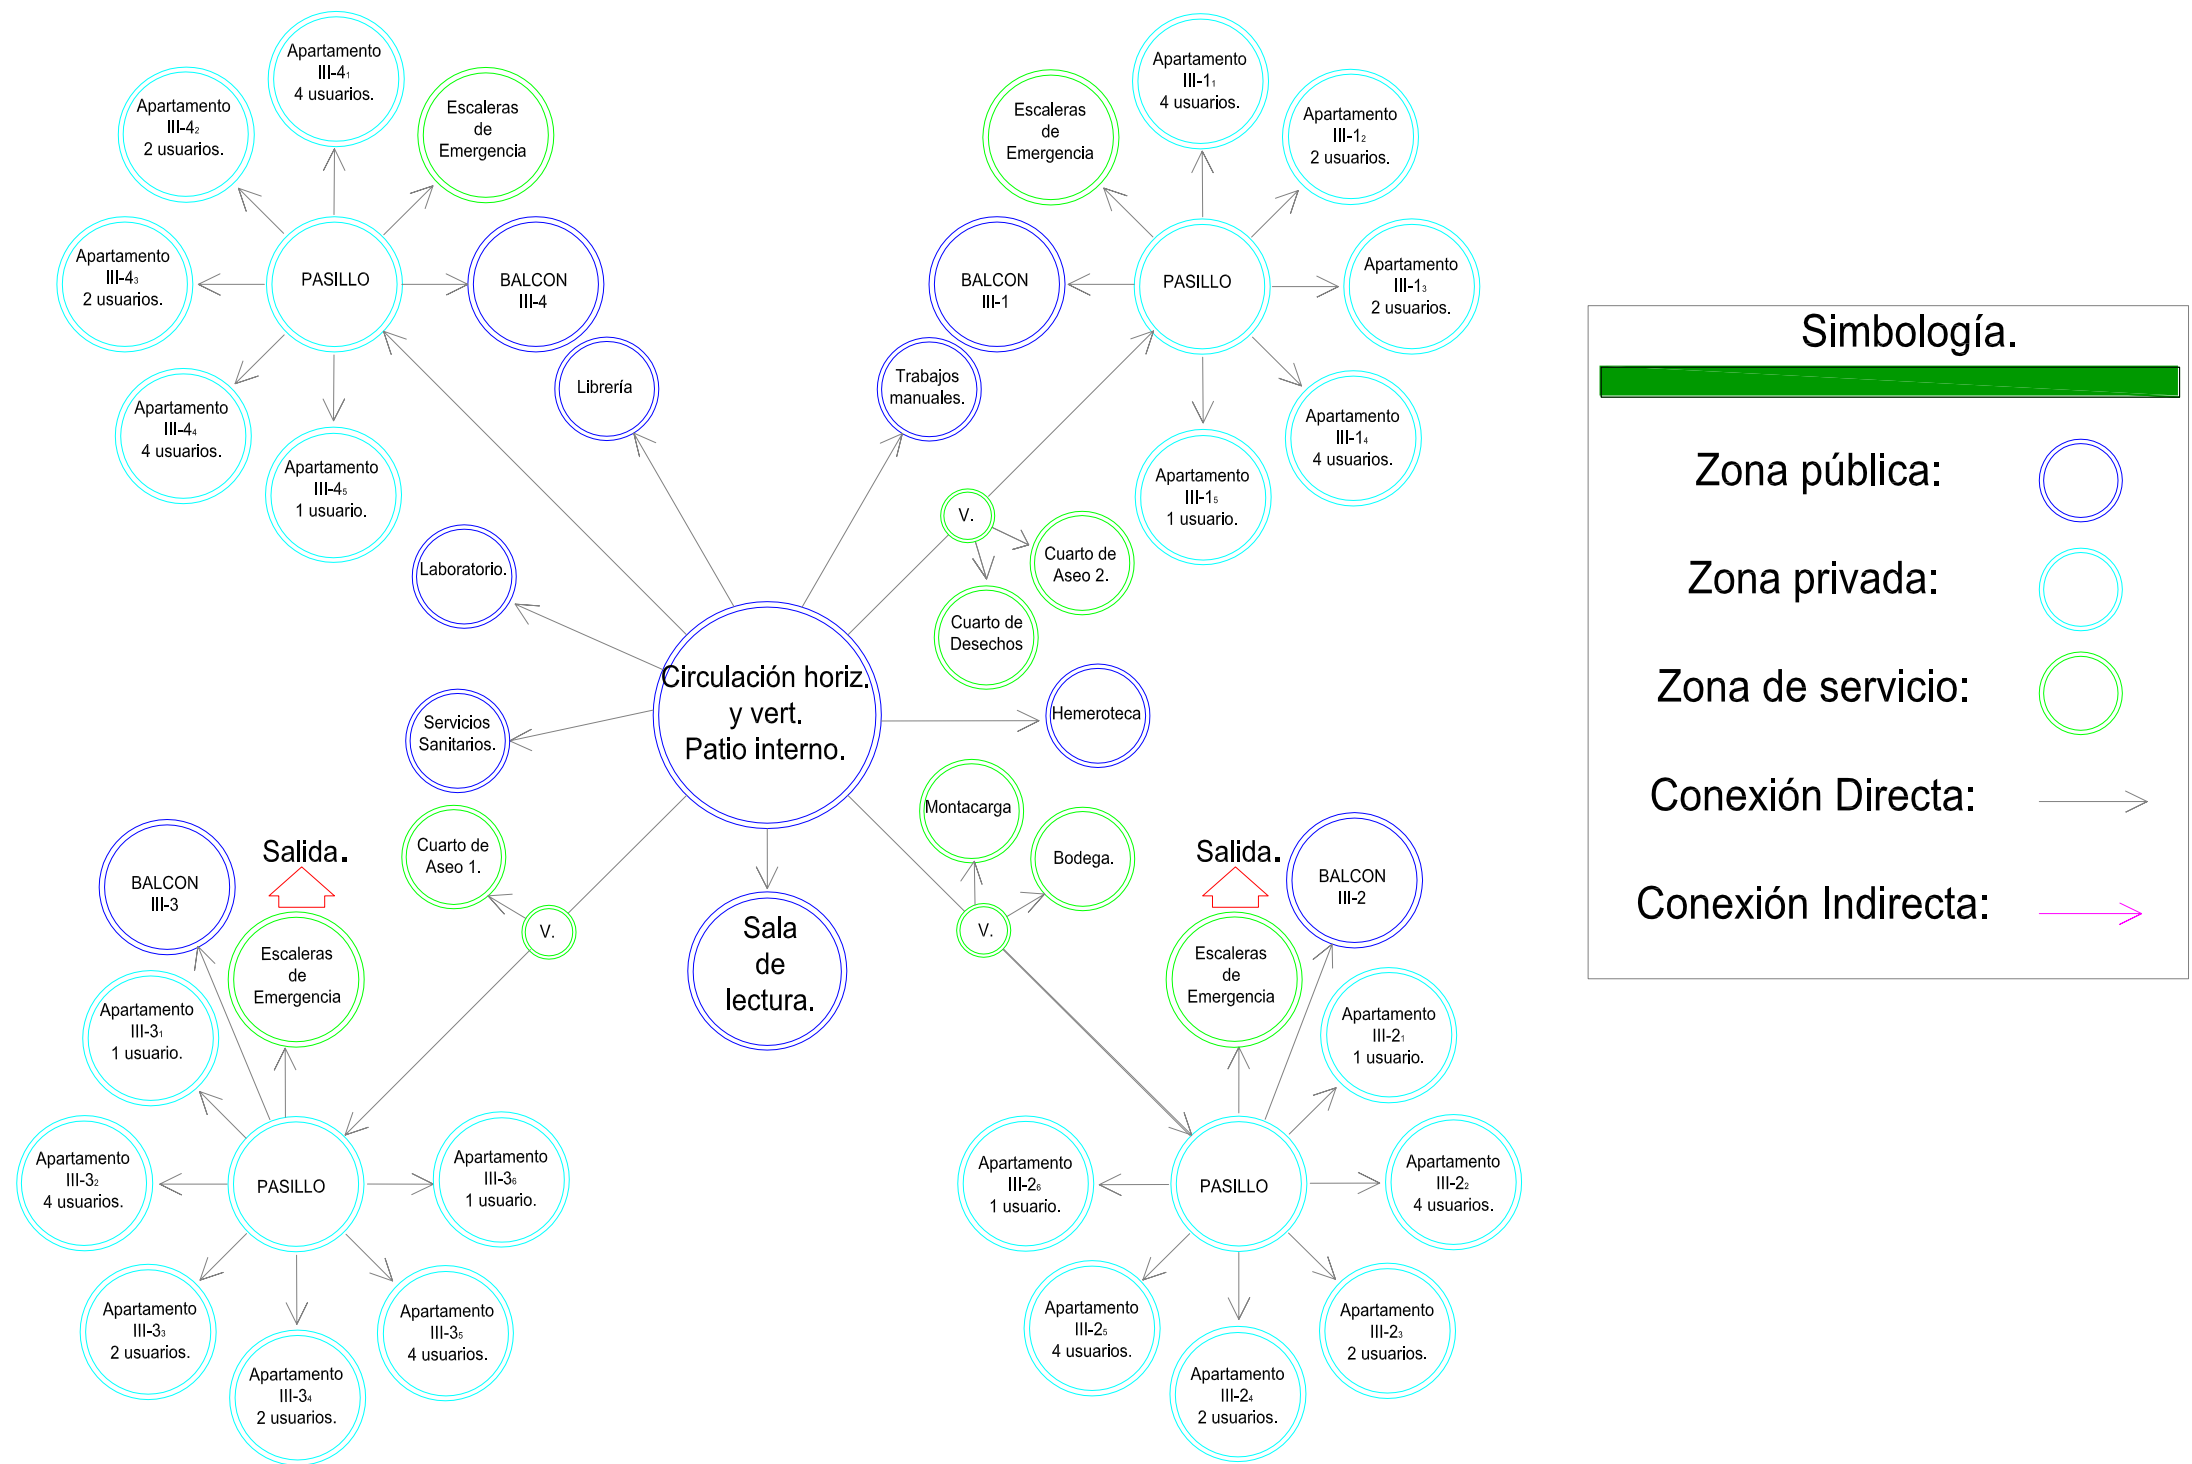 Apartamento
III-4₁
4 usuarios.
Apartamento
III-4₂
2 usuarios.
Escaleras
de
Emergencia
Apartamento
III-4₃
2 usuarios.
PASILLO
BALCON
III-4
Apartamento
III-4₄
4 usuarios.
Apartamento
III-4₅
1 usuario.
Librería
Apartamento
III-1₁
4 usuarios.
Escaleras
de
Emergencia
Apartamento
III-1₂
2 usuarios.
BALCON
III-1
PASILLO
Apartamento
III-1₃
2 usuarios.
Trabajos
manuales.
Apartamento
III-1₄
4 usuarios.
Apartamento
III-1₅
1 usuario.
V.
Cuarto de
Aseo 2.
Cuarto de
Desechos
Laboratorio.
Circulación horiz.
y vert.
Patio interno.
Servicios
Sanitarios.
Hemeroteca
Montacarga
Bodega.
Cuarto de
Aseo 1.
V.
V.
Sala
de
lectura.
BALCON
III-3
Salida.
Escaleras
de
Emergencia
Apartamento
III-3₁
1 usuario.
Apartamento
III-3₂
4 usuarios.
PASILLO
Apartamento
III-3₆
1 usuario.
Apartamento
III-3₃
2 usuarios.
Apartamento
III-3₄
2 usuarios.
Apartamento
III-3₅
4 usuarios.
Salida.
BALCON
III-2
Escaleras
de
Emergencia
Apartamento
III-2₁
1 usuario.
Apartamento
III-2₆
1 usuario.
PASILLO
Apartamento
III-2₂
4 usuarios.
Apartamento
III-2₅
4 usuarios.
Apartamento
III-2₄
2 usuarios.
Apartamento
III-2₃
2 usuarios.
Simbología.
Zona pública:
Zona privada:
Zona de servicio:
Conexión Directa:
Conexión Indirecta: